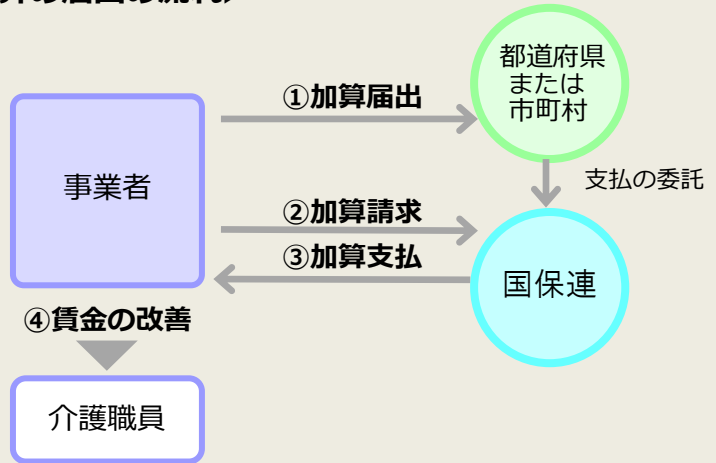 都道府県
または
市町村
①加算届出
事業者
支払の委託
②加算請求
③加算支払
国保連
④賃金の改善
介護職員